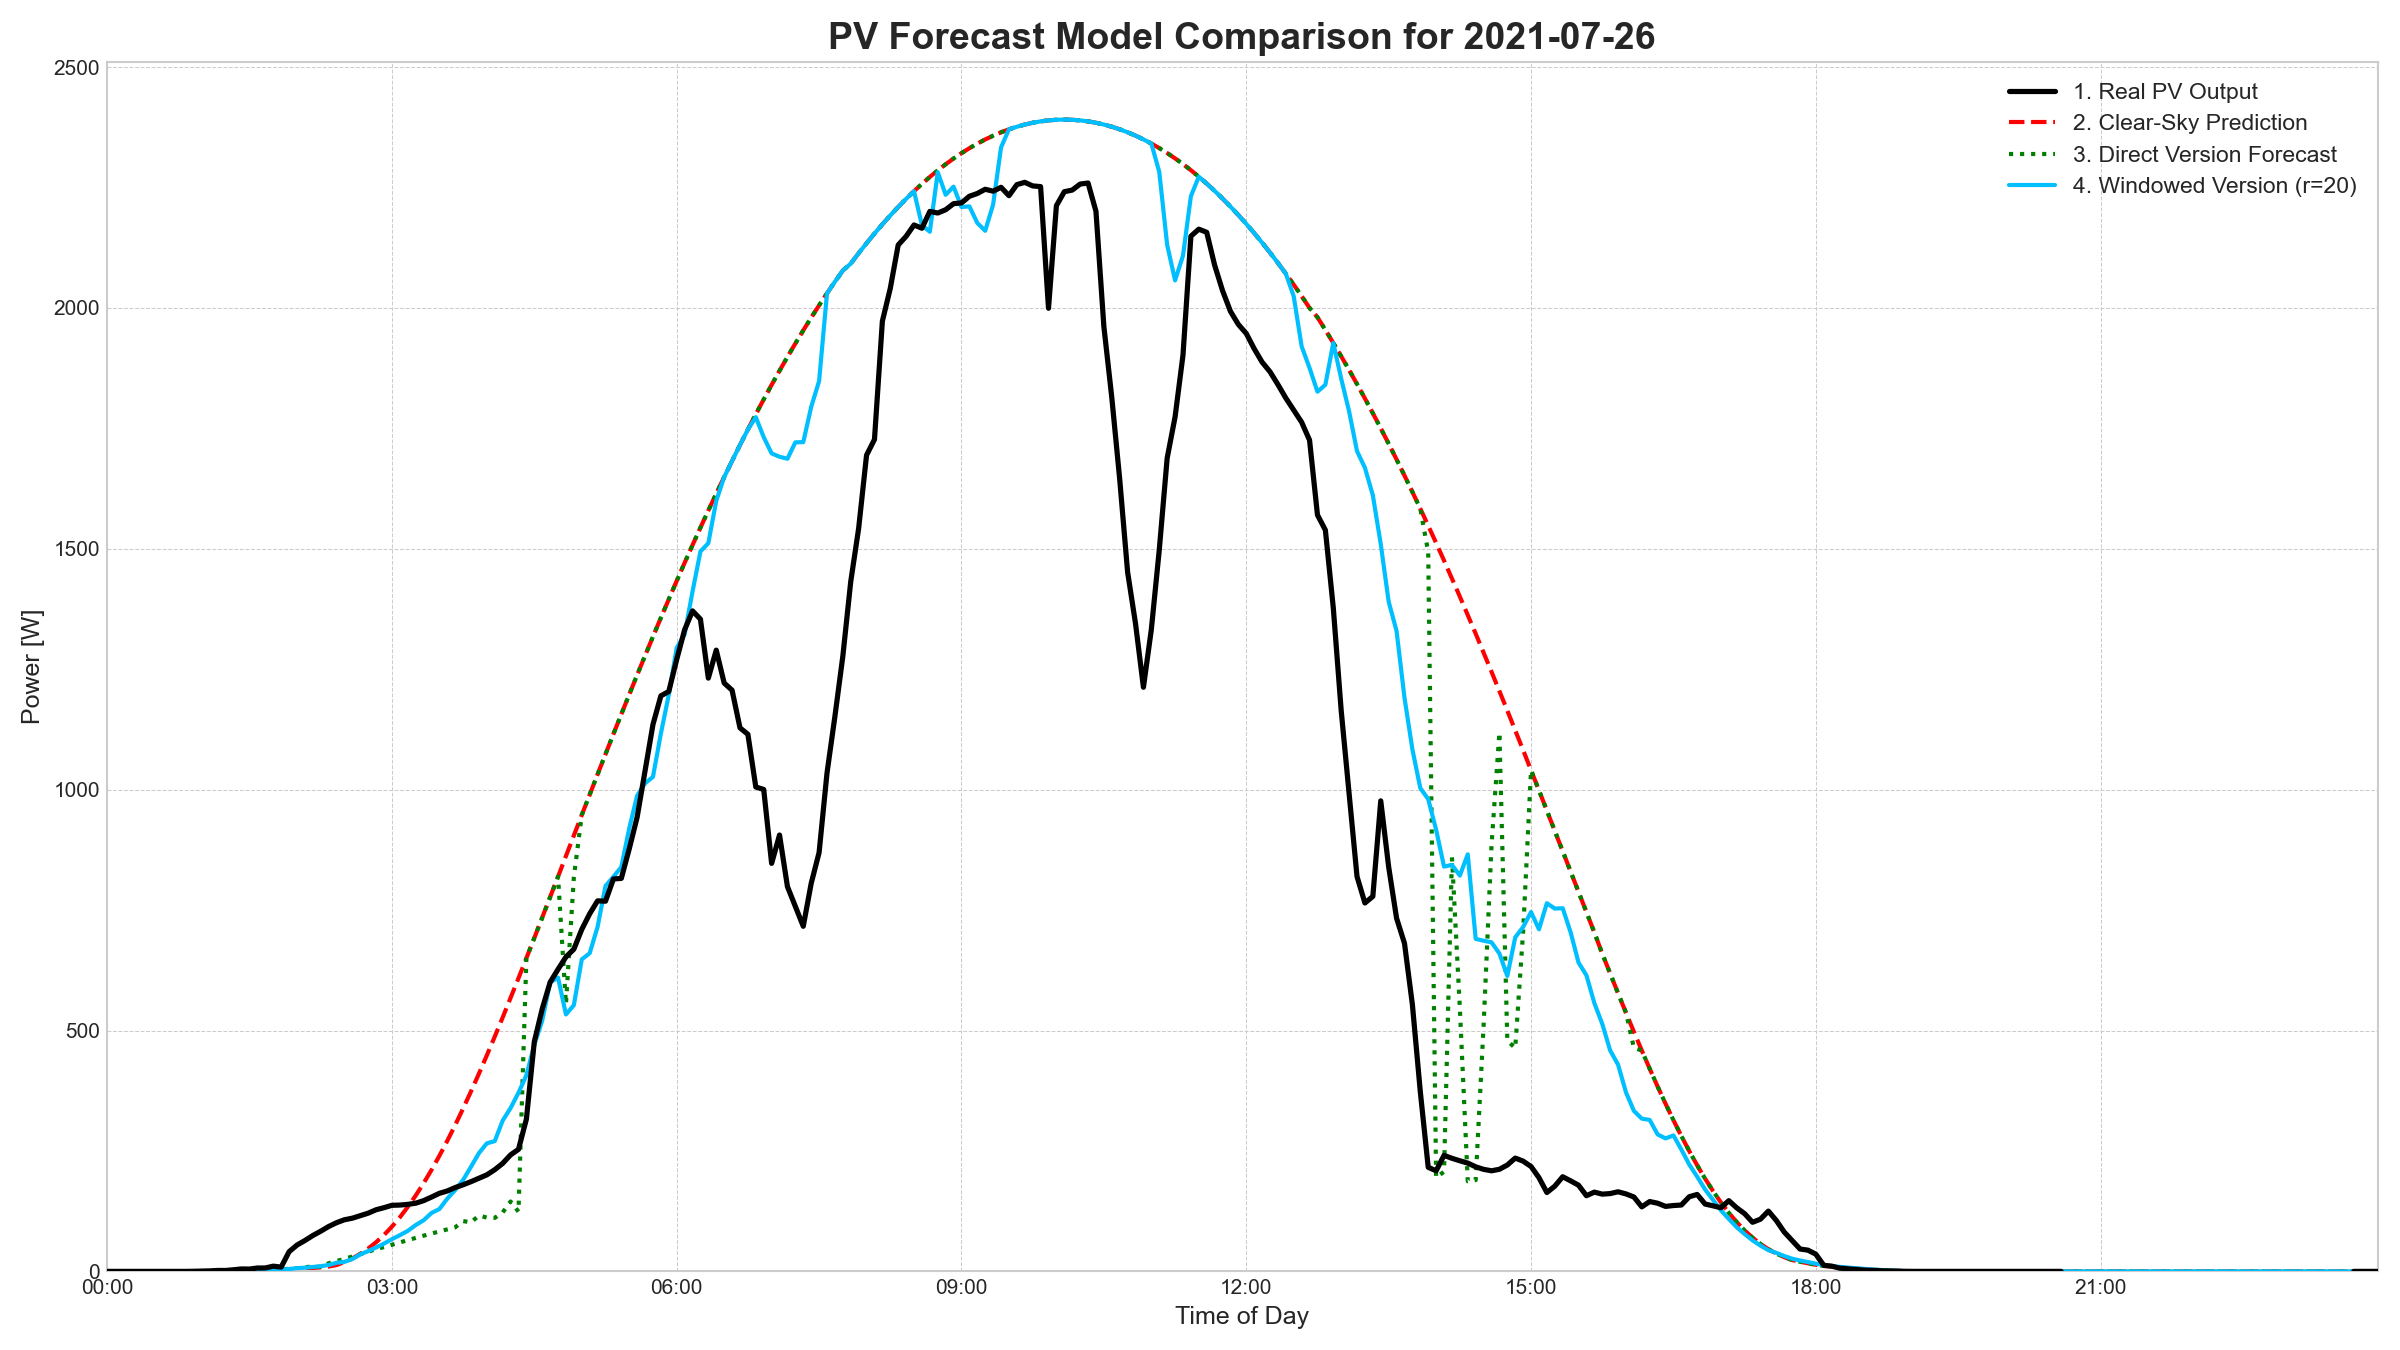 PV Forecast Model Comparison for 2021-07-26
1. Real PV Output
2. Clear-Sky Prediction
3. Direct Version Forecast
4. Windowed Version (r=20)
Power [W]
2500
2000
1500
1000
500
0
00:00
03:00
06:00
09:00
12:00
15:00
18:00
21:00
Time of Day